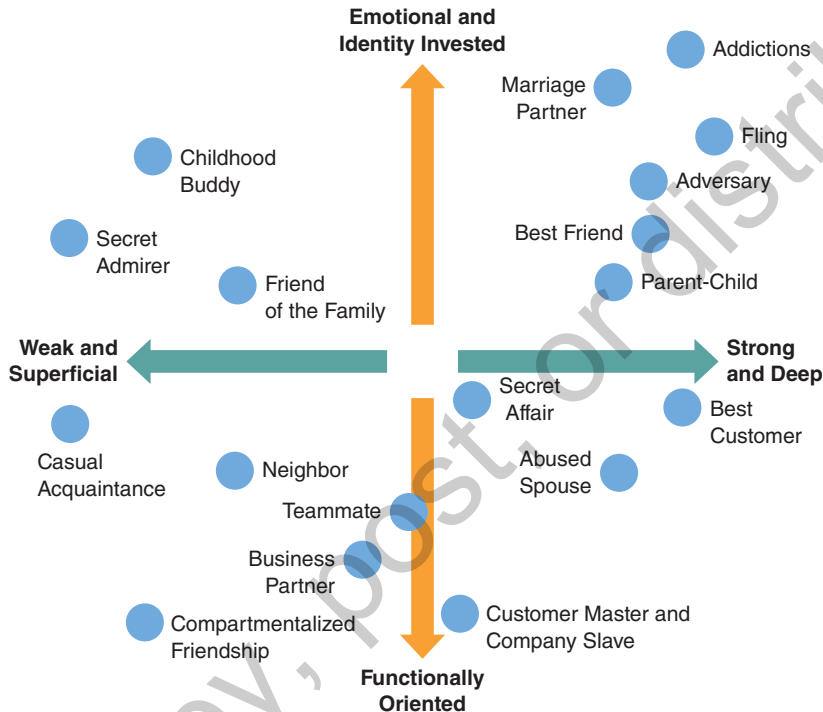 Emotional and
Identity Invested
Addictions
Marriage
Partner
Fling
Childhood
Buddy
Adversary
Secret
Admirer
Best Friend
Friend
of the Family
Parent-Child
Weak and
Superficial
Strong
and Deep
Secret
Affair
Best
Customer
Casual
Acquaintance
Neighbor
Abused
Spouse
Teammate
Business
Partner
Compartmentalized
Friendship
Customer Master and
Company Slave
Functionally
Oriented
post, or